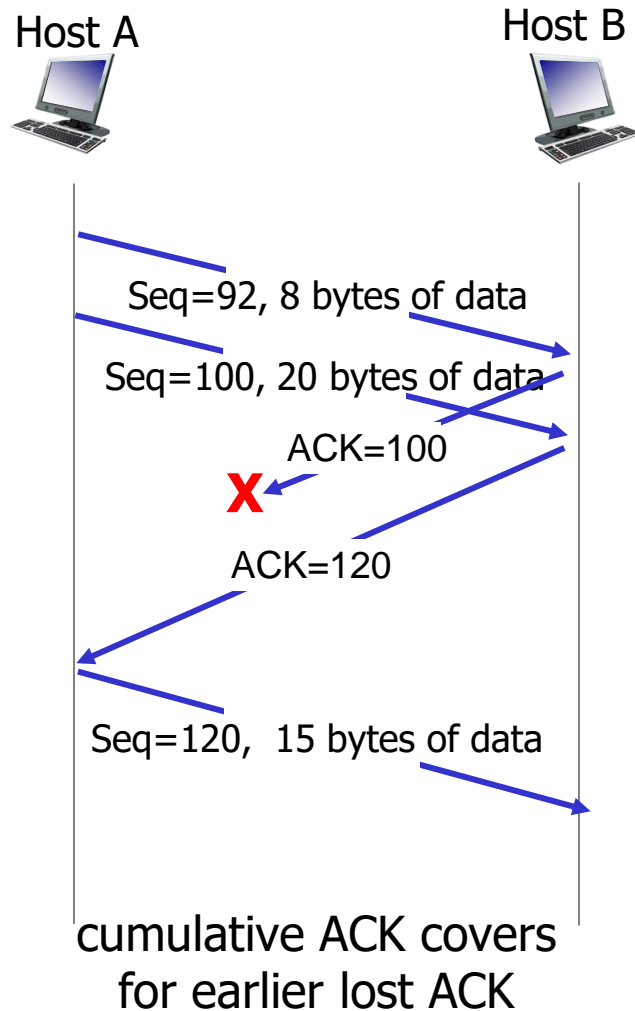 Host A
Host B
Seq=92, 8 bytes of data
Seq=100, 20 bytes of data
ACK=100
X
ACK=120
Seq=120, 15 bytes of data
cumulative ACK covers
for earlier lost ACK